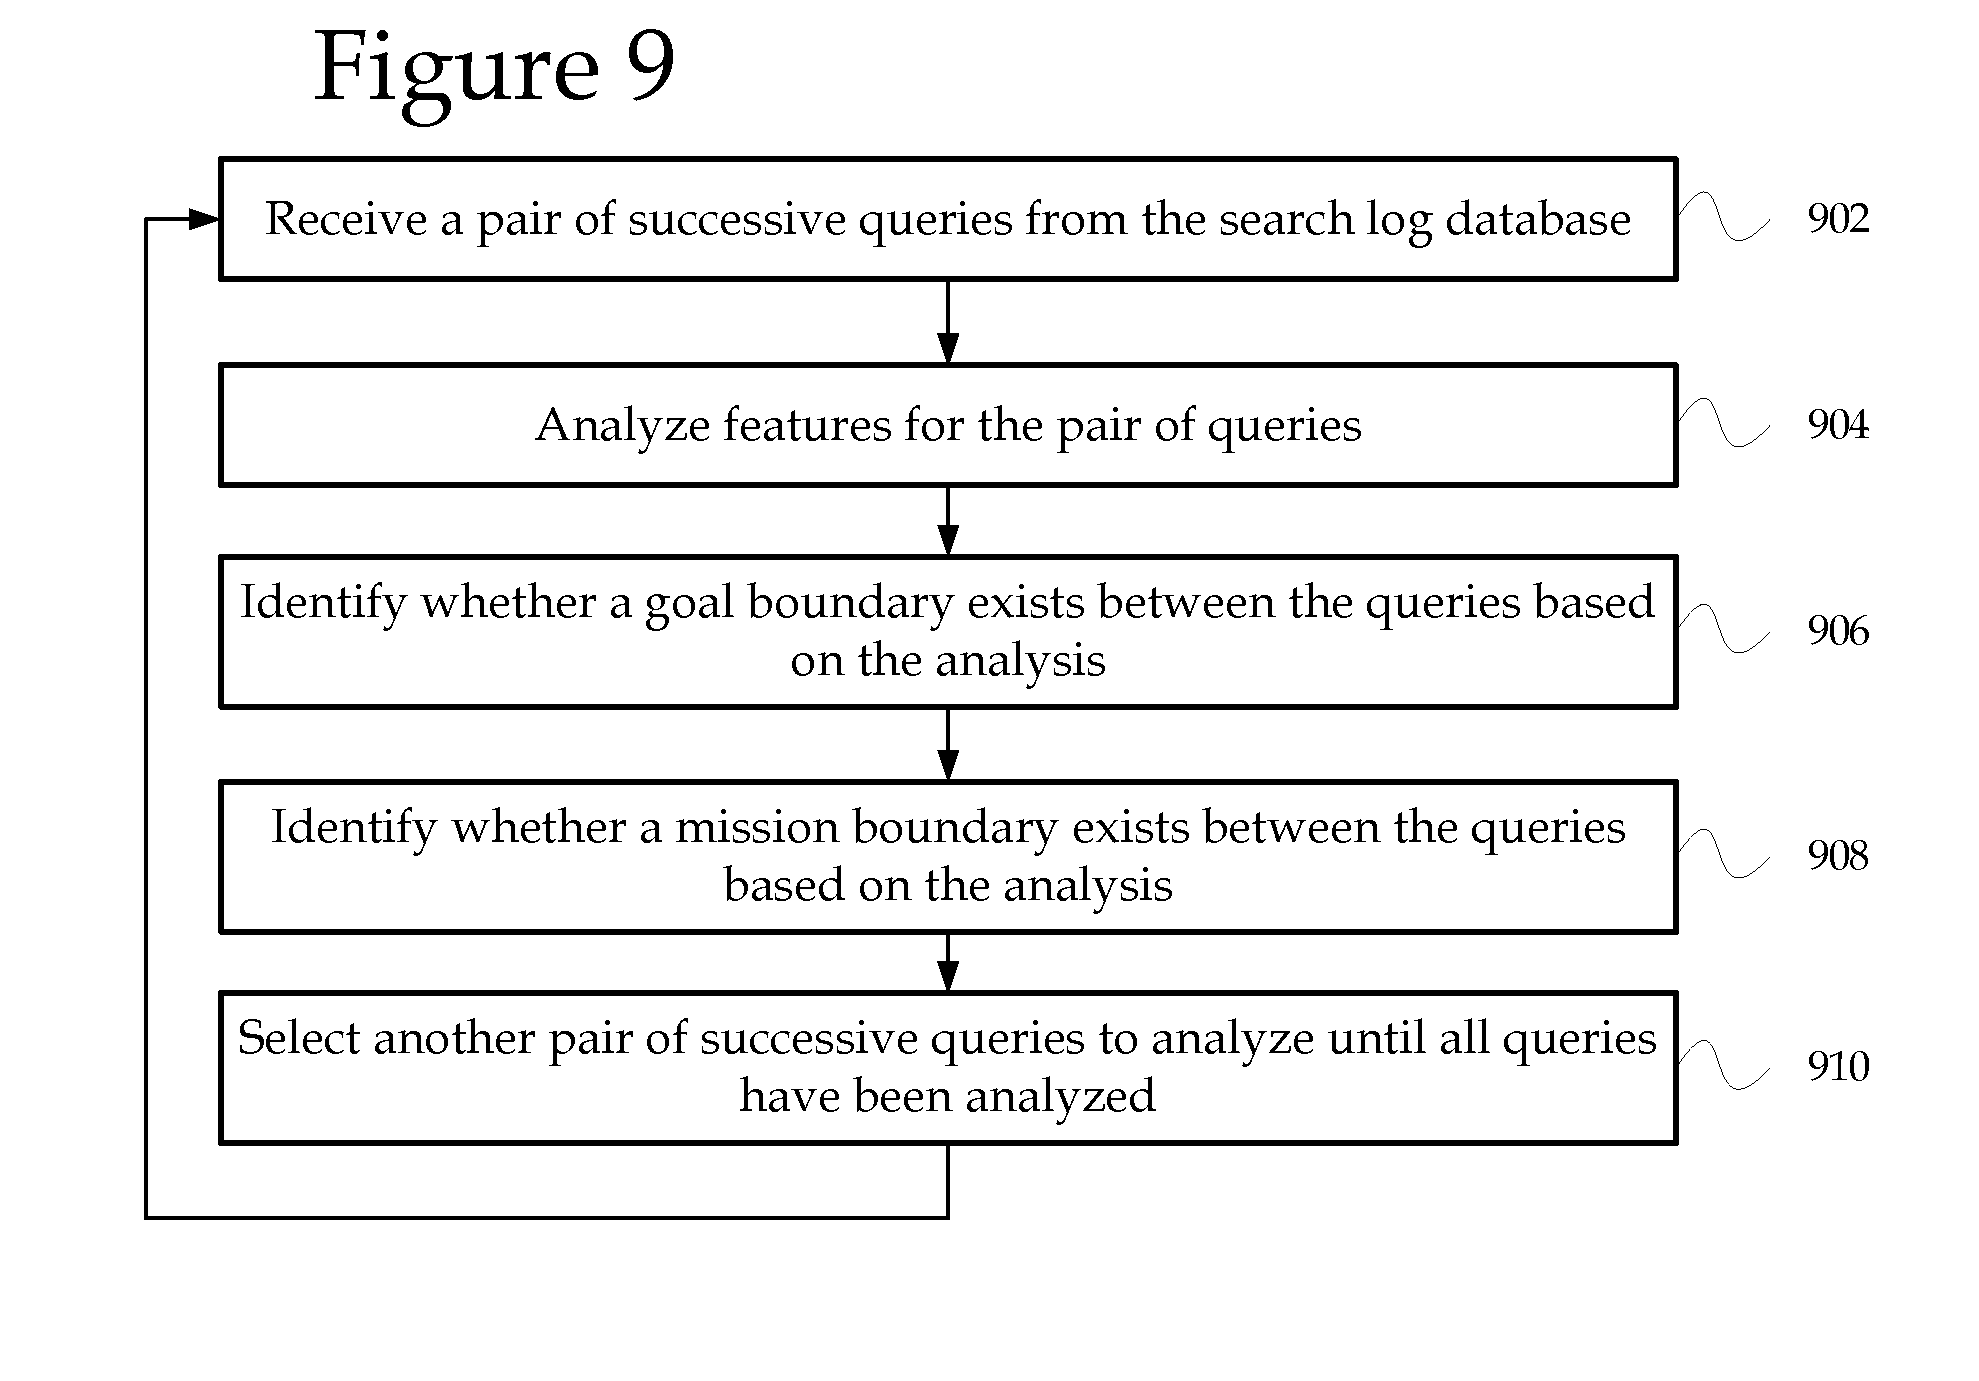 Figure 9
Receive a pair of successive queries from the search log database
902
Analyze features for the pair of queries
904
Identify whether a goal boundary exists between the queries based
on the analysis
906
Identify whether a mission boundary exists between the queries
based on the analysis
908
Select another pair of successive queries to analyze until all queries
have been analyzed
910